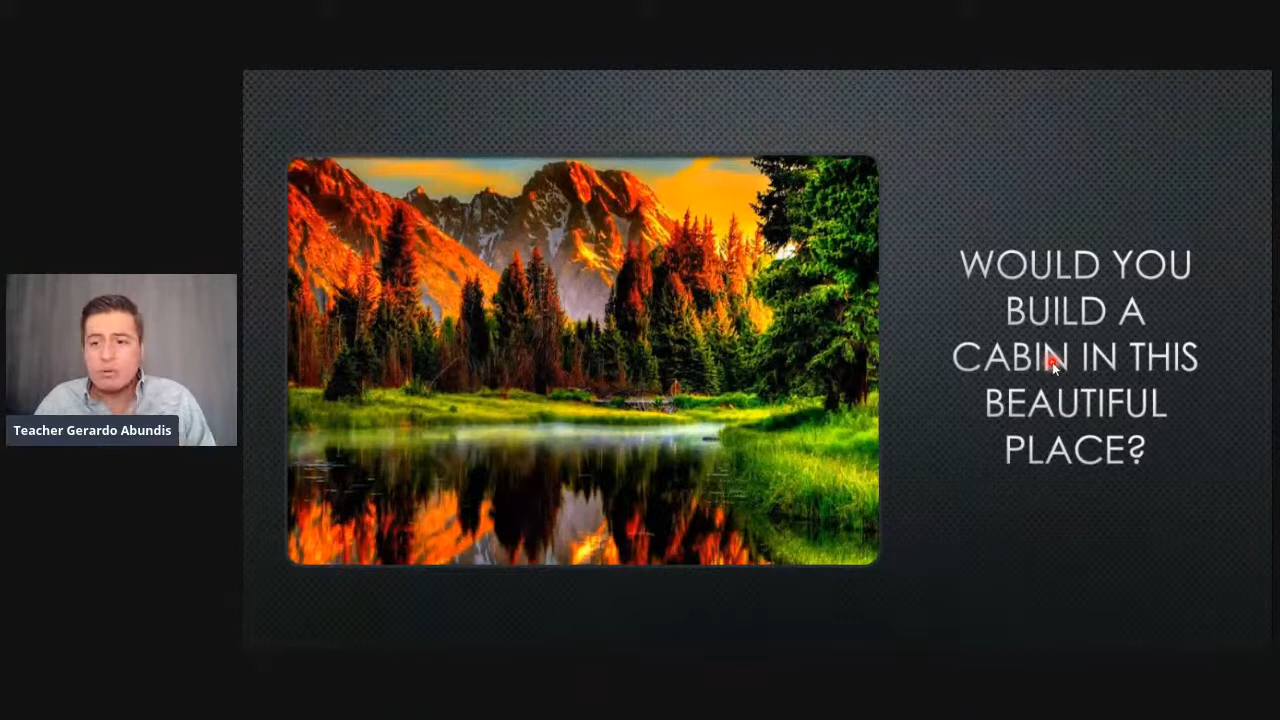 Teacher Gerardo Abundis
WOULD YOU
BUILD A
CABIN IN THIS
BEAUTIFUL
PLACE?